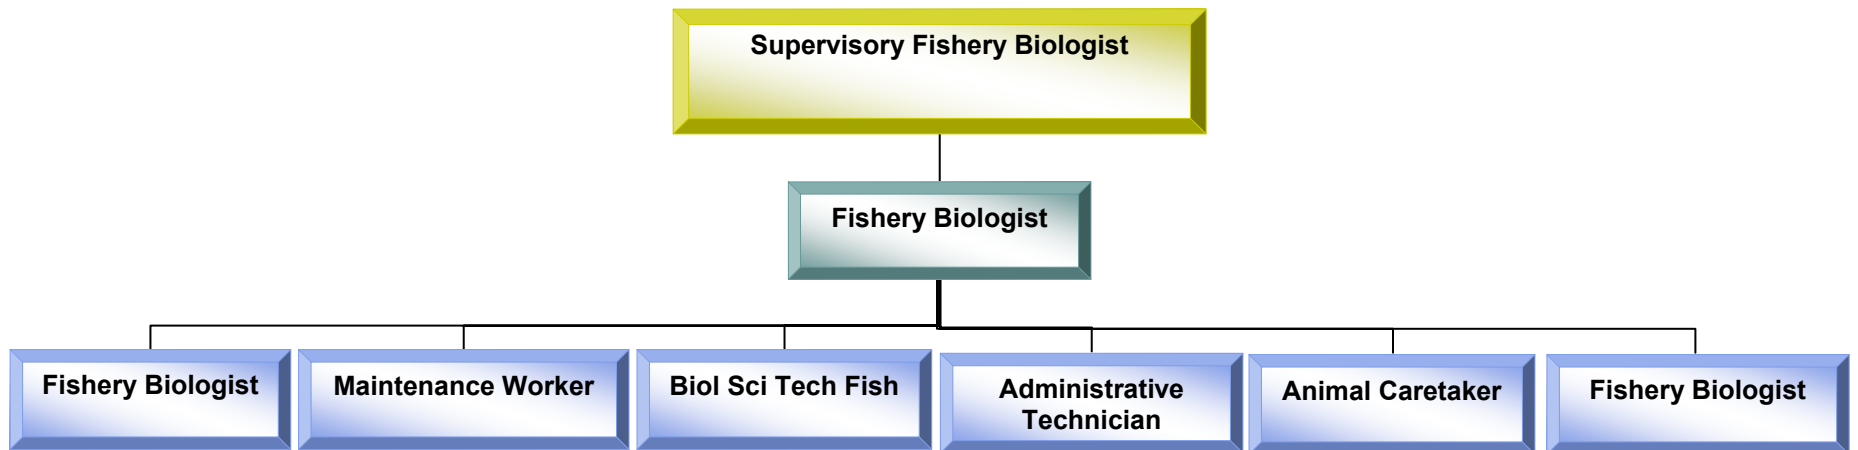 Supervisory Fishery Biologist
Fishery Biologist
Fishery Biologist
Maintenance Worker
Biol Sci Tech Fish
Administrative
Technician
Animal Caretaker
Fishery Biologist